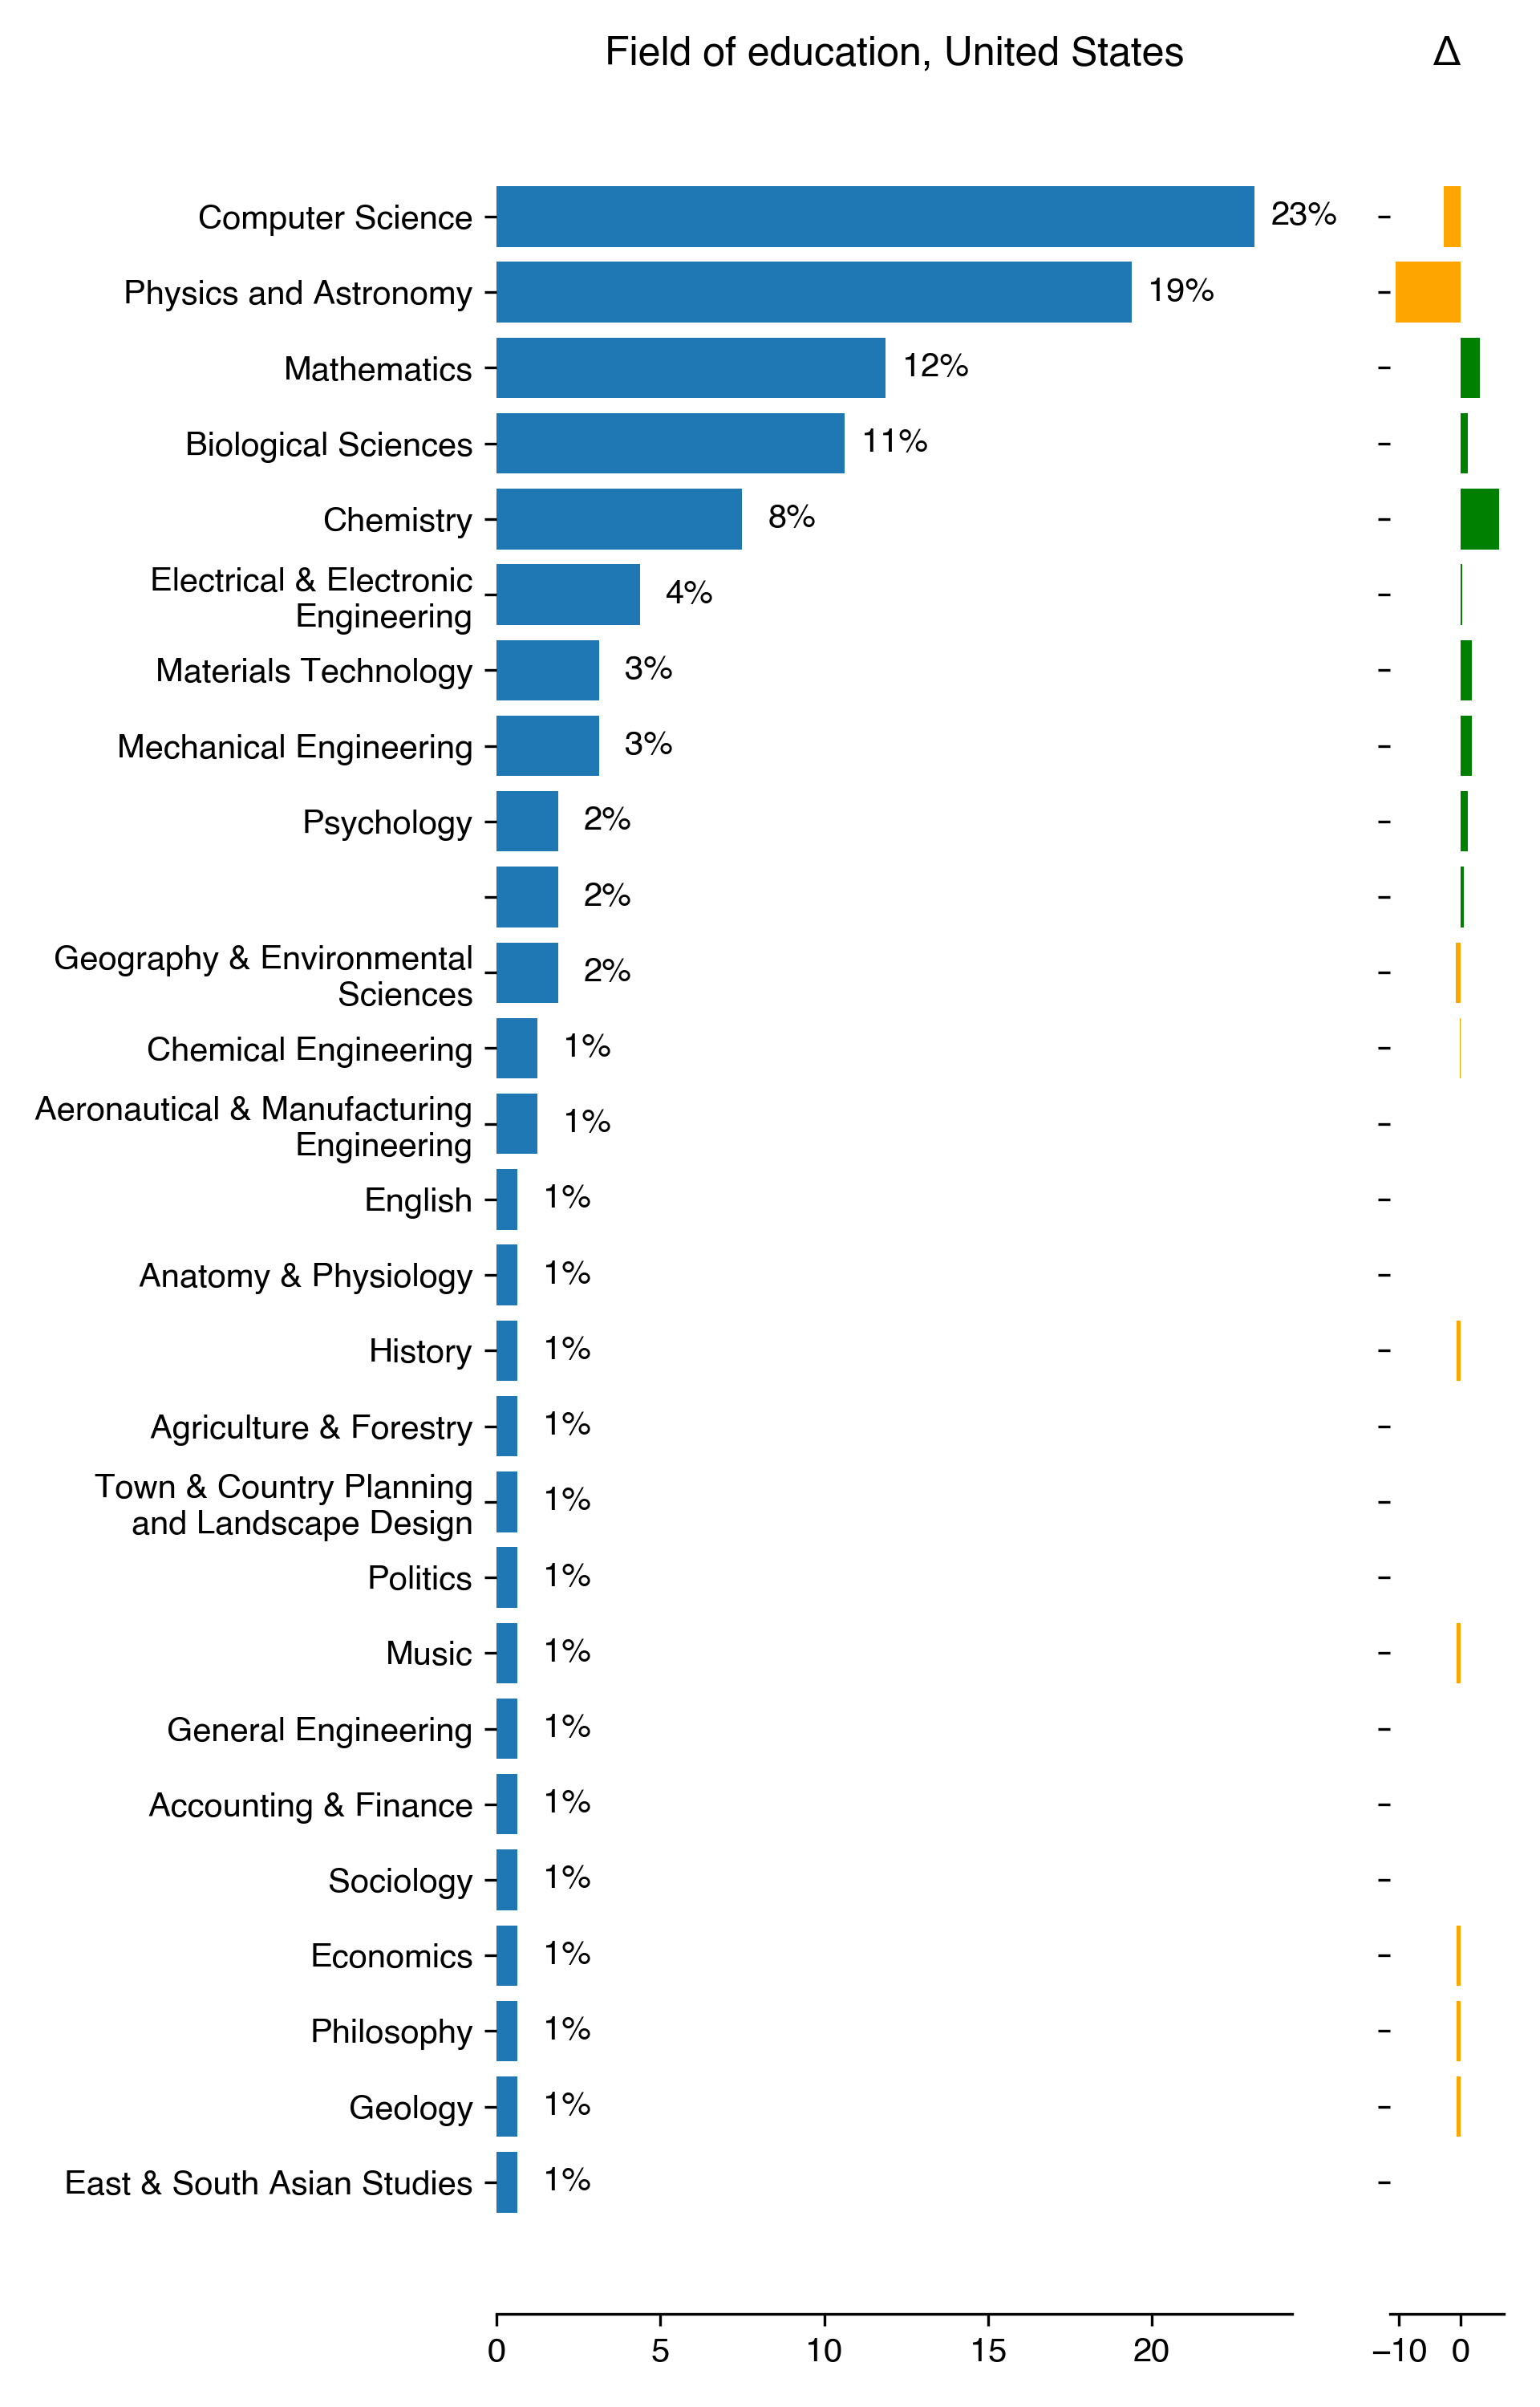 Field of education, United States Δ
Computer Science 23%
Physics and Astronomy 19%
Mathematics 12%
Biological Sciences 11%
Chemistry 8%
Electrical & Electronic
Engineering 4%
Materials Technology 3%
Mechanical Engineering 3%
Psychology 2%
2%
Geography & Environmental
Sciences 2%
Chemical Engineering 1%
Aeronautical & Manufacturing
Engineering 1%
English 1%
Anatomy & Physiology 1%
History 1%
Agriculture & Forestry 1%
Town & Country Planning
and Landscape Design 1%
Politics 1%
Music 1%
General Engineering 1%
Accounting & Finance 1%
Sociology 1%
Economics 1%
Philosophy 1%
Geology 1%
East & South Asian Studies 1%
0 5 10 15 20 −10 0